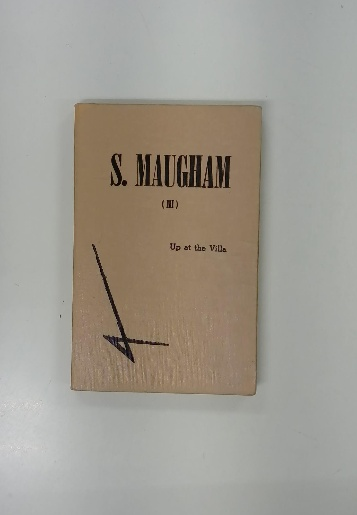 S. MAUGHAM
(III)
Up at the Villa